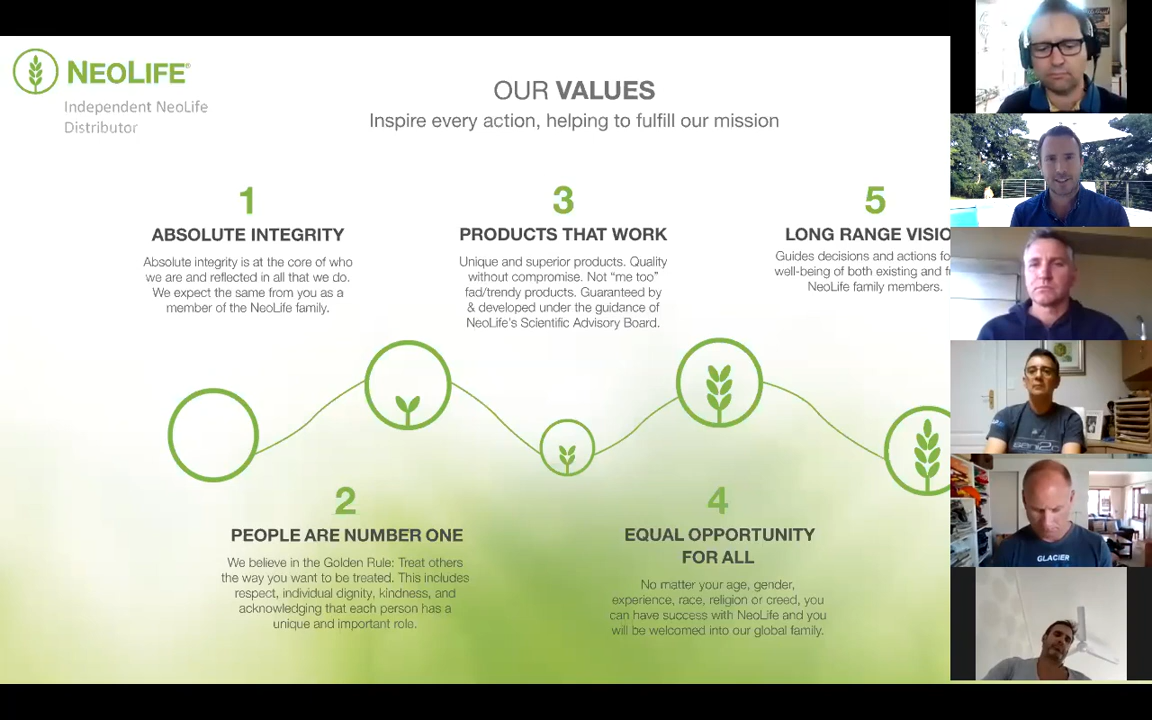 NEOLIFE®
Independent NeoLife
Distributor
OUR VALUES
Inspire every action, helping to fulfill our mission
1
ABSOLUTE INTEGRITY
Absolute integrity is at the core of who
we are and reflected in all that we do.
We expect the same from you as a
member of the NeoLife family.
2
PEOPLE ARE NUMBER ONE
We believe in the Golden Rule: Treat others
the way you want to be treated. This includes
respect, individual dignity, kindness, and
acknowledging that each person has a
unique and important role.
3
PRODUCTS THAT WORK
Unique and superior products. Quality
without compromise. Not “me too”
fad/trendy products. Guaranteed by
& developed under the guidance of
NeoLife's Scientific Advisory Board.
4
EQUAL OPPORTUNITY
FOR ALL
No matter your age, gender,
experience, race, religion or creed, you
can have success with NeoLife and you
will be welcomed into our global family.
5
LONG RANGE
Guides decisions and actions
well-being of both existing and
NeoLife family members.
GLACIER